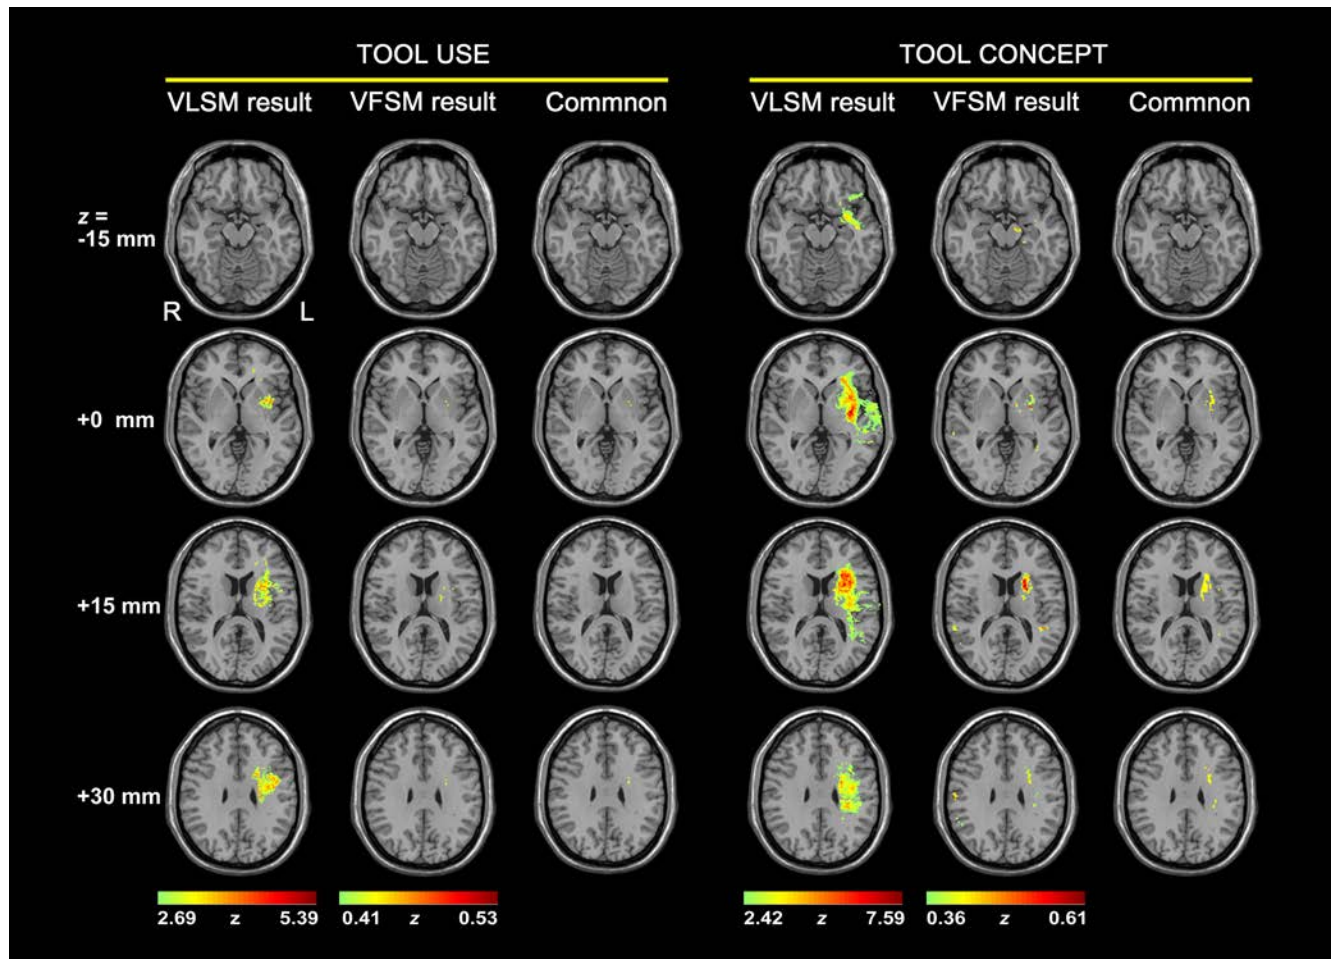 TOOL USE TOOL CONCEPT
VLSM result VFSM result Commnon VLSM result VFSM result Commnon
z =
-15 mm
R L
+0 mm
+15 mm
+30 mm
2.69 z 5.39 0.41 z 0.53 2.42 z 7.59 0.36 z 0.61